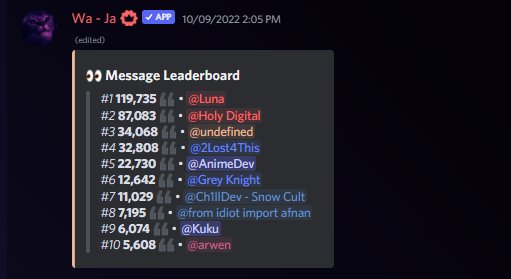 Wa - Ja ✓ APP 10/09/2022 2:05 PM
(edited)
👀 Message Leaderboard
#1 119,735 • @Luna
#2 87,083 • @Holy Digital
#3 34,068 • @undefined
#4 32,808 • @2Lost4This
#5 22,730 • @AnimeDev
#6 12,642 • @Grey Knight
#7 11,029 • @Ch1llDev - Snow Cult
#8 7,195 • @from idiot import afnan
#9 6,074 • @Kuku
#10 5,608 • @arwen